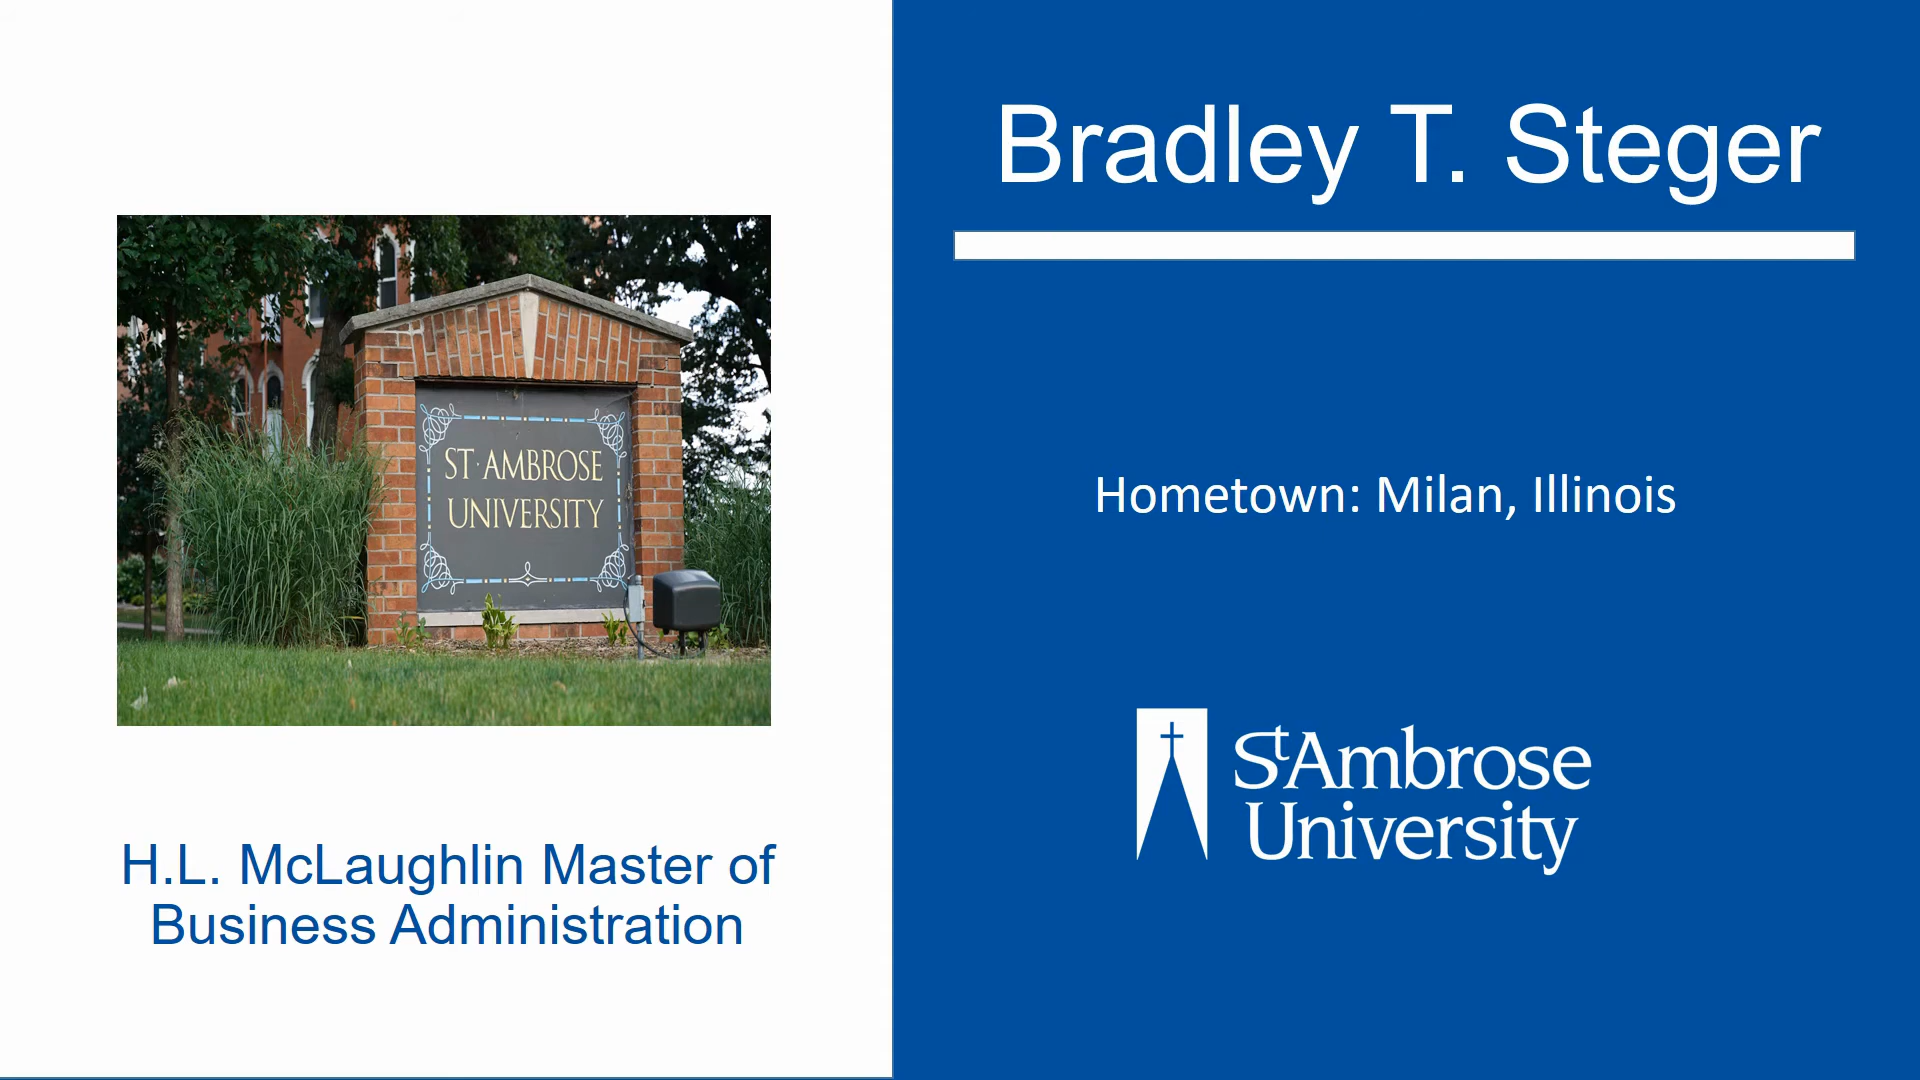 ST AMBROSE
UNIVERSITY
H.L. McLaughlin Master of
Business Administration
Bradley T. Steger
Hometown: Milan, Illinois
St Ambrose
University